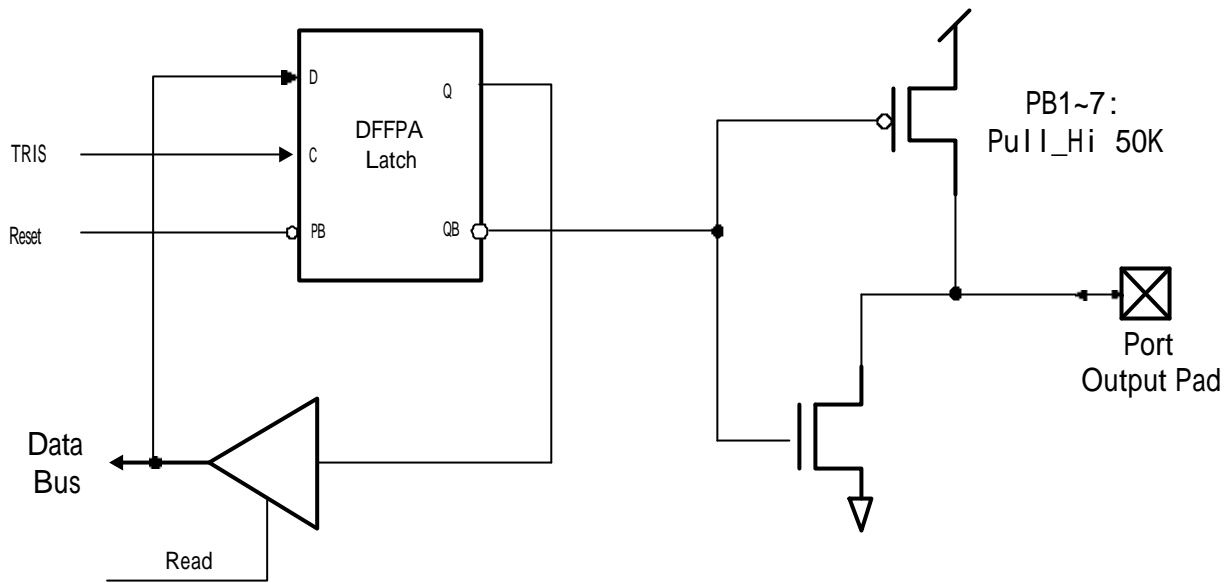 D
Q
DFFPA
Latch
TRIS
C
Reset
PB
QB
PB1~7:
Pull_Hi 50K
Port
Output Pad
Data
Bus
Read